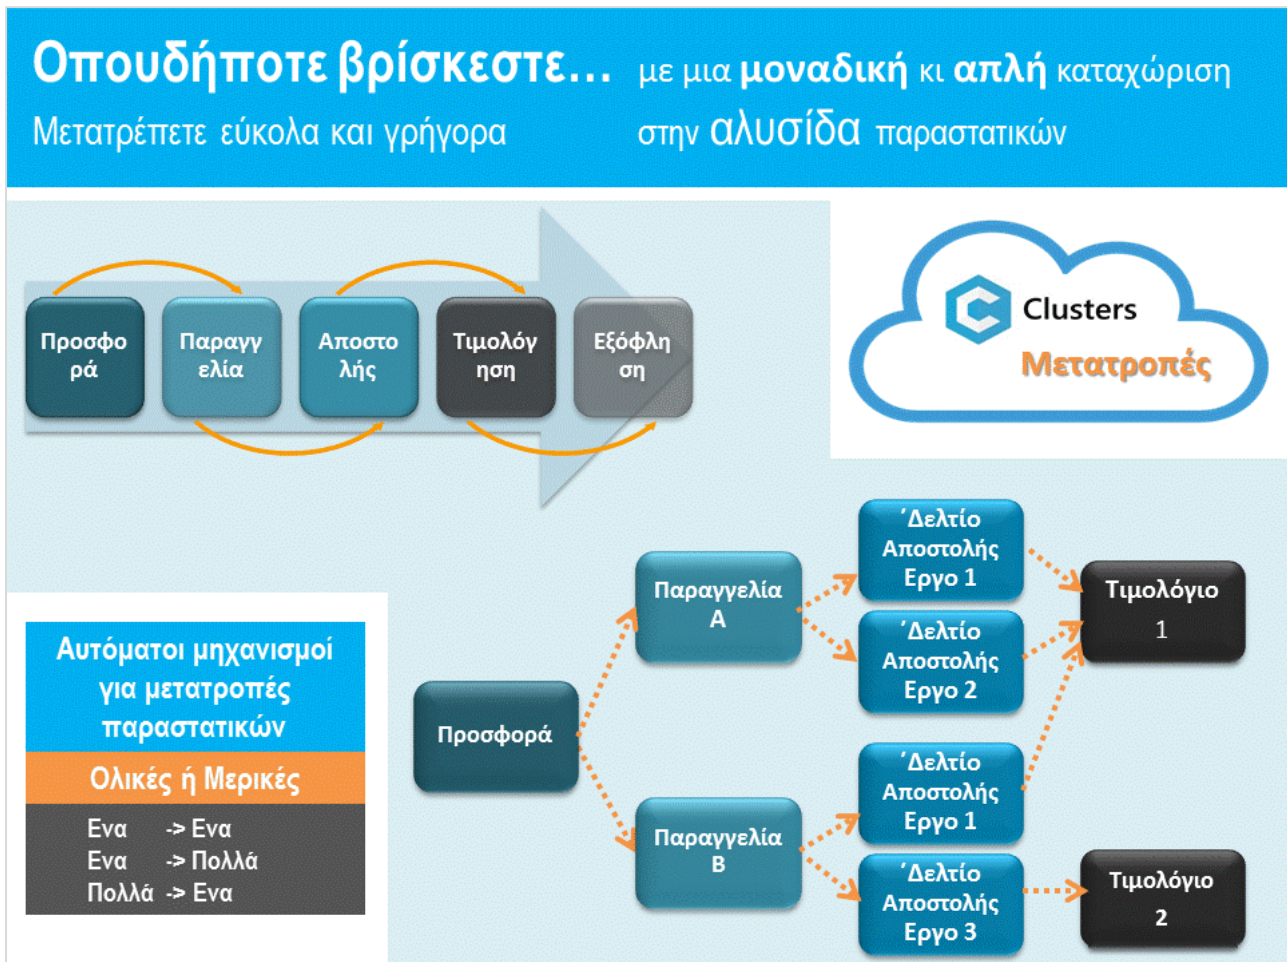 Οπουδήποτε βρίσκεστε... με μια μοναδική κι απλή καταχώριση
Μετατρέπετε εύκολα και γρήγορα στην αλυσίδα παραστατικών
Προσφο
ρά
Παραγγ
ελία
Αποστο
λής
Τιμολόγ
ηση
Εξόφλη
ση
Clusters
Μετατροπές
Αυτόματοι μηχανισμοί
για μετατροπές
παραστατικών
Ολικές ή Μερικές
Ενα -> Ενα
Ενα -> Πολλά
Πολλά -> Ενα
Προσφορά
Παραγγελία
Α
Παραγγελία
Β
΄Δελτίο
Αποστολής
Εργο 1
΄Δελτίο
Αποστολής
Εργο 2
΄Δελτίο
Αποστολής
Εργο 1
΄Δελτίο
Αποστολής
Εργο 3
Τιμολόγιο
1
Τιμολόγιο
2